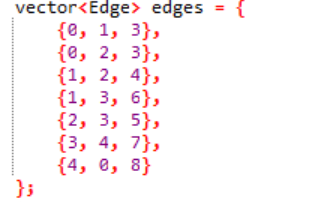 vector<Edge> edges = {
{0, 1, 3},
{0, 2, 3},
{1, 2, 4},
{1, 3, 6},
{2, 3, 5},
{3, 4, 7},
{4, 0, 8}
};